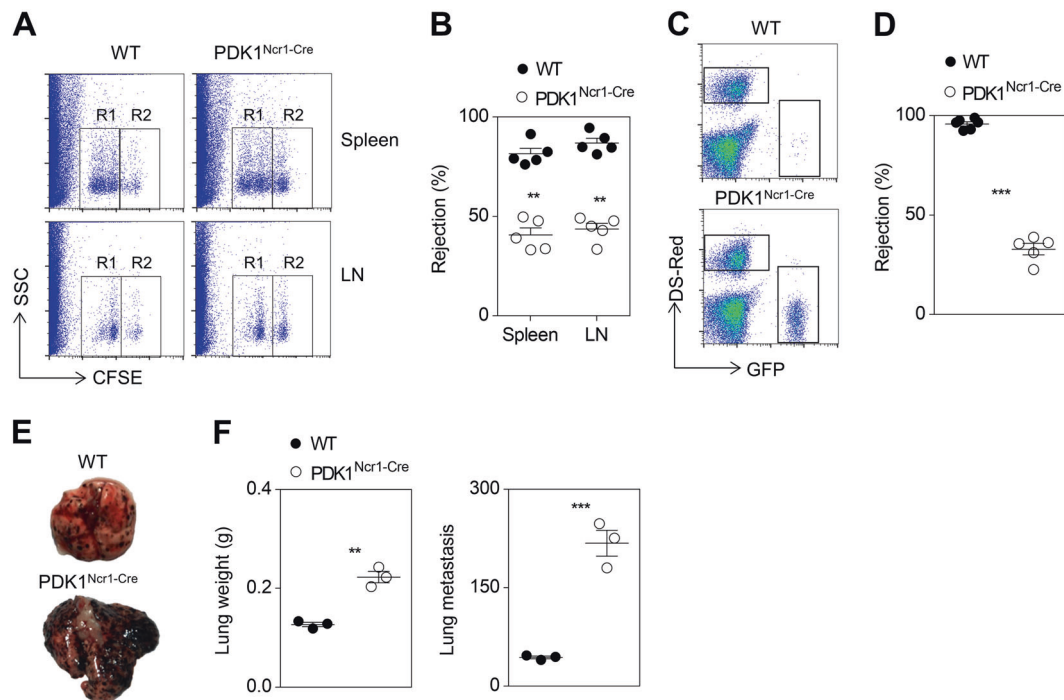 A
WT
PDK1Ncr1-Cre
R1 R2
R1 R2
Spleen
R1 R2
R1 R2
LN
SSC
CFSE
B
WT
PDK1Ncr1-Cre
Rejection (%)
100
50
0
**
**
Spleen
LN
C
WT
PDK1Ncr1-Cre
DS-Red
GFP
D
WT
PDK1Ncr1-Cre
Rejection (%)
100
50
0
***
E
WT
PDK1Ncr1-Cre
F
WT
PDK1Ncr1-Cre
Lung weight (g)
0.4
0.2
0.0
**
Lung metastasis
300
150
0
***